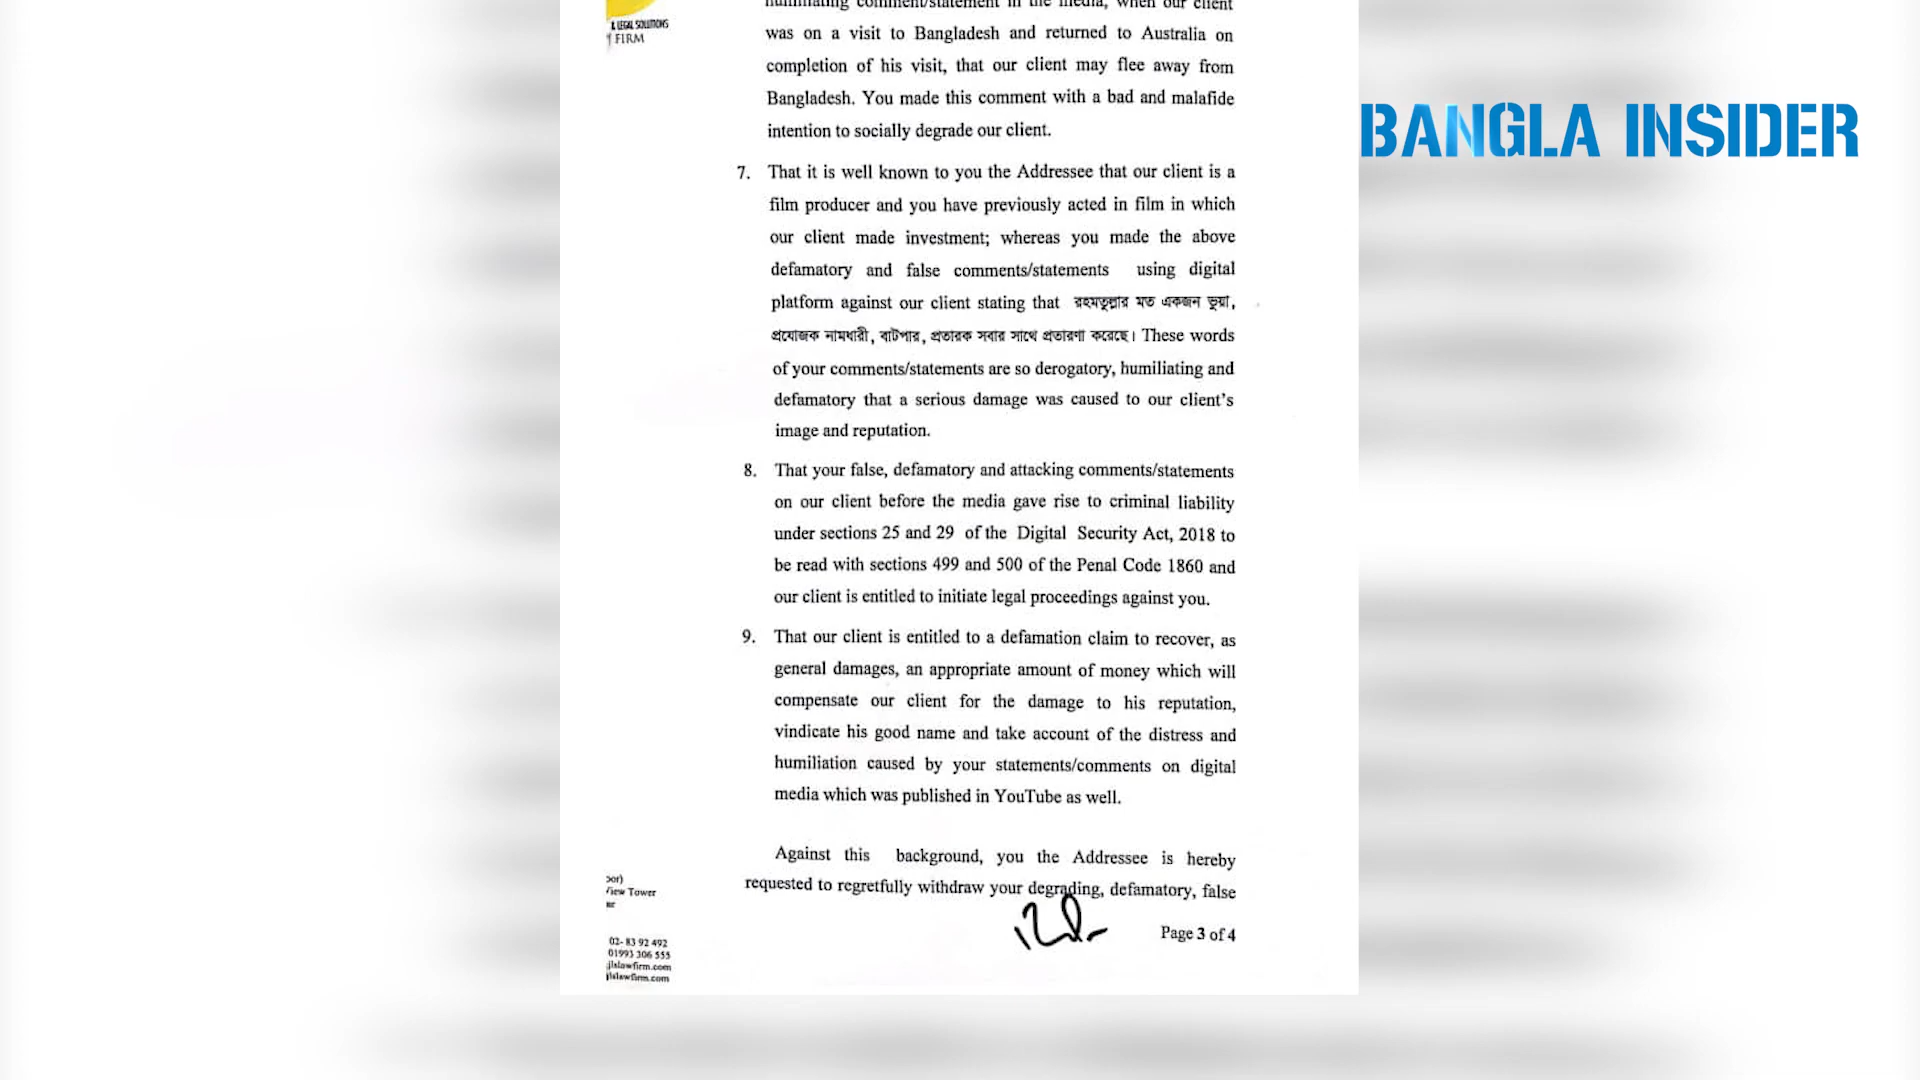 & LEGAL SOLUTIONS
FIRM
humiliating comment/statement in the media, when our client
was on a visit to Bangladesh and returned to Australia on
completion of his visit, that our client may flee away from
Bangladesh. You made this comment with a bad and malafide
intention to socially degrade our client.
BANGLA INSIDER
7. That it is well known to you the Addressee that our client is a
film producer and you have previously acted in film in which
our client made investment; whereas you made the above
defamatory and false comments/statements using digital
platform against our client stating that রহমতুল্লার মত একজন ভুয়া,
প্রযোজক নামধারী, বাটপার, প্রতারক সবার সাথে প্রতারণা করেছে। These words
of your comments/statements are so derogatory, humiliating and
defamatory that a serious damage was caused to our client's
image and reputation.
8. That your false, defamatory and attacking comments/statements
on our client before the media gave rise to criminal liability
under sections 25 and 29 of the Digital Security Act, 2018 to
be read with sections 499 and 500 of the Penal Code 1860 and
our client is entitled to initiate legal proceedings against you.
9. That our client is entitled to a defamation claim to recover, as
general damages, an appropriate amount of money which will
compensate our client for the damage to his reputation,
vindicate his good name and take account of the distress and
humiliation caused by your statements/comments on digital
media which was published in YouTube as well.
Against this background, you the Addressee is hereby
requested to regretfully withdraw your degrading, defamatory, false
Page 3 of 4
View Tower
02- 83 92 492
01993 306 555
jlslawfirm.com
jlslawfirm.com